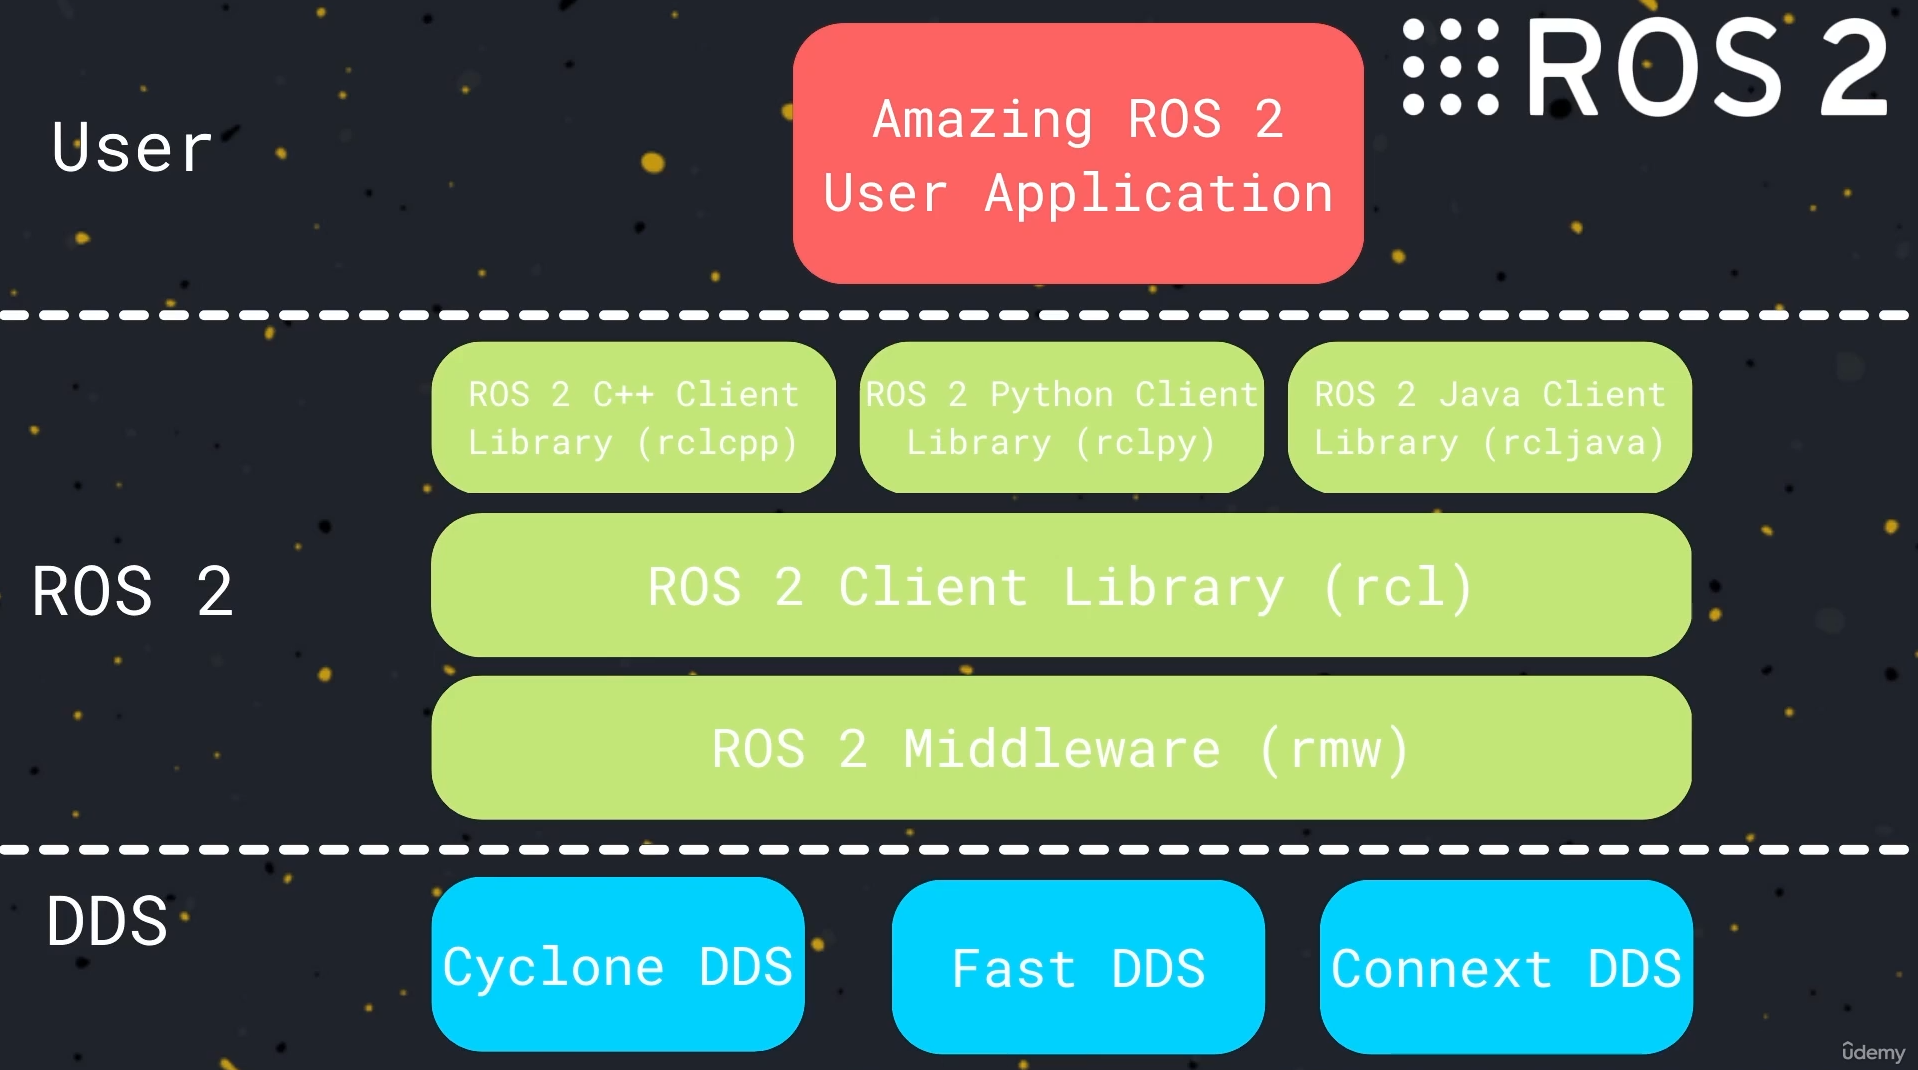 ROS 2
User
Amazing ROS 2
User Application
ROS 2
ROS 2 C++ Client
Library (rclcpp)
ROS 2 Python Client
Library (rclpy)
ROS 2 Java Client
Library (rcljava)
ROS 2 Client Library (rcl)
ROS 2 Middleware (rmw)
DDS
Cyclone DDS
Fast DDS
Connext DDS
ûdemy